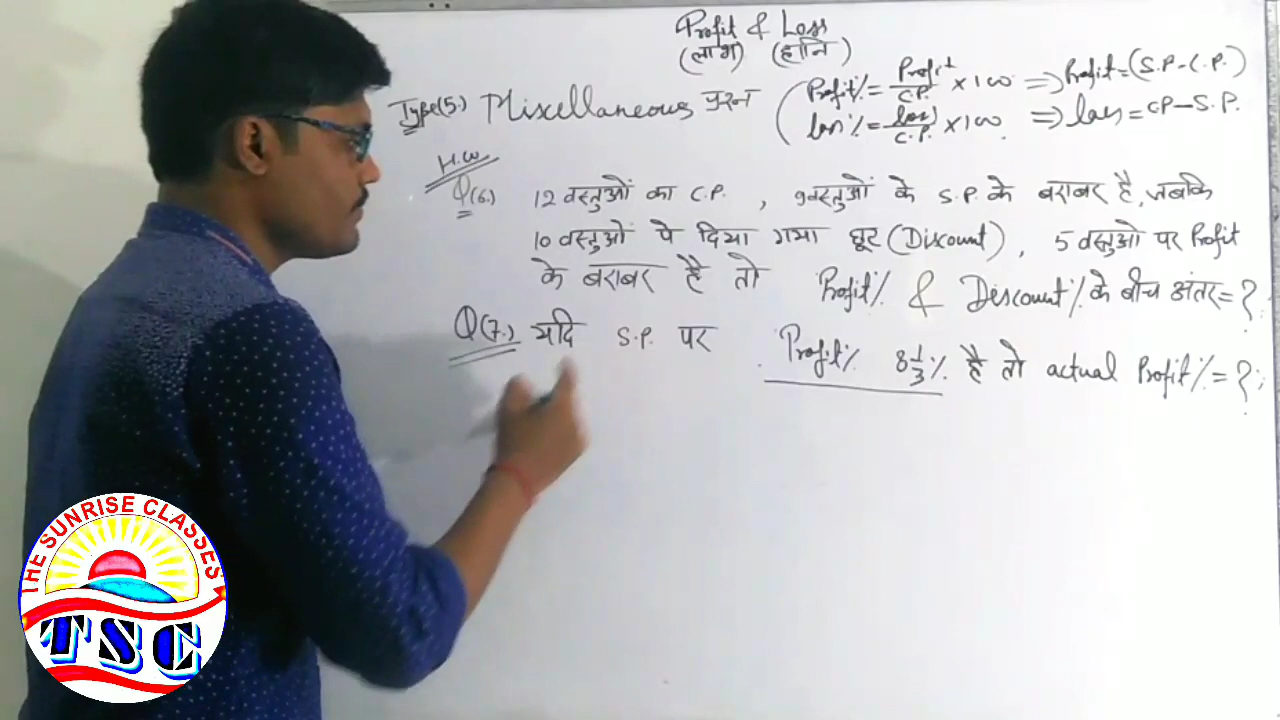 Profit & Loss
(लाभ) (हानि)
Type(5.) Miscellaneous प्रश्न
(Profit% = Profit/C.P. × 100 ⇒ Profit = (S.P. - C.P.)
loss% = loss/C.P. × 100 ⇒ loss = CP - S.P.
H.W
Q(6.) 12 वस्तुओं का C.P. , 9 वस्तुओं के S.P. के बराबर है, जबकि
10 वस्तुओं पे दिया गया छूट (Discount) , 5 वस्तुओ पर Profit
के बराबर है तो Profit% & Discount% के बीच अंतर = ?
Q(7.) यदि S.P. पर Profit% 8 1/3 % है तो actual Profit% = ?
THE SUNRISE CLASSES
TSC